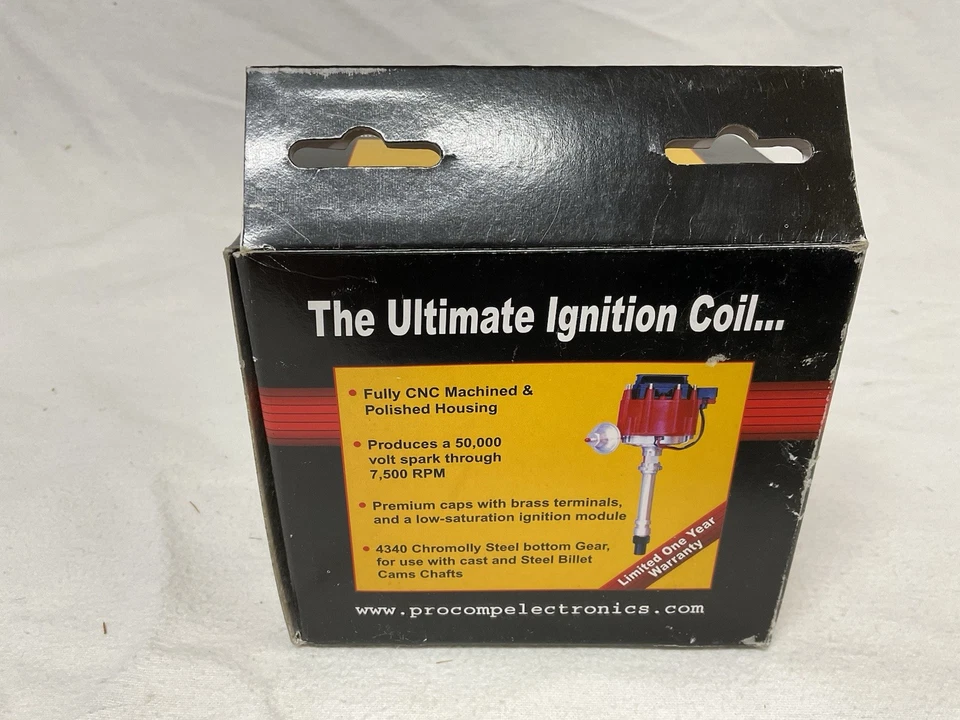 The Ultimate Ignition Coil...
• Fully CNC Machined &
Polished Housing
• Produces a 50,000
volt spark through
7,500 RPM
• Premium caps with brass terminals,
and a low-saturation ignition module
• 4340 Chromolly Steel bottom Gear,
for use with cast and Steel Billet
Cams Chafts
Limited One Year
Warranty
www.procompelectronics.com